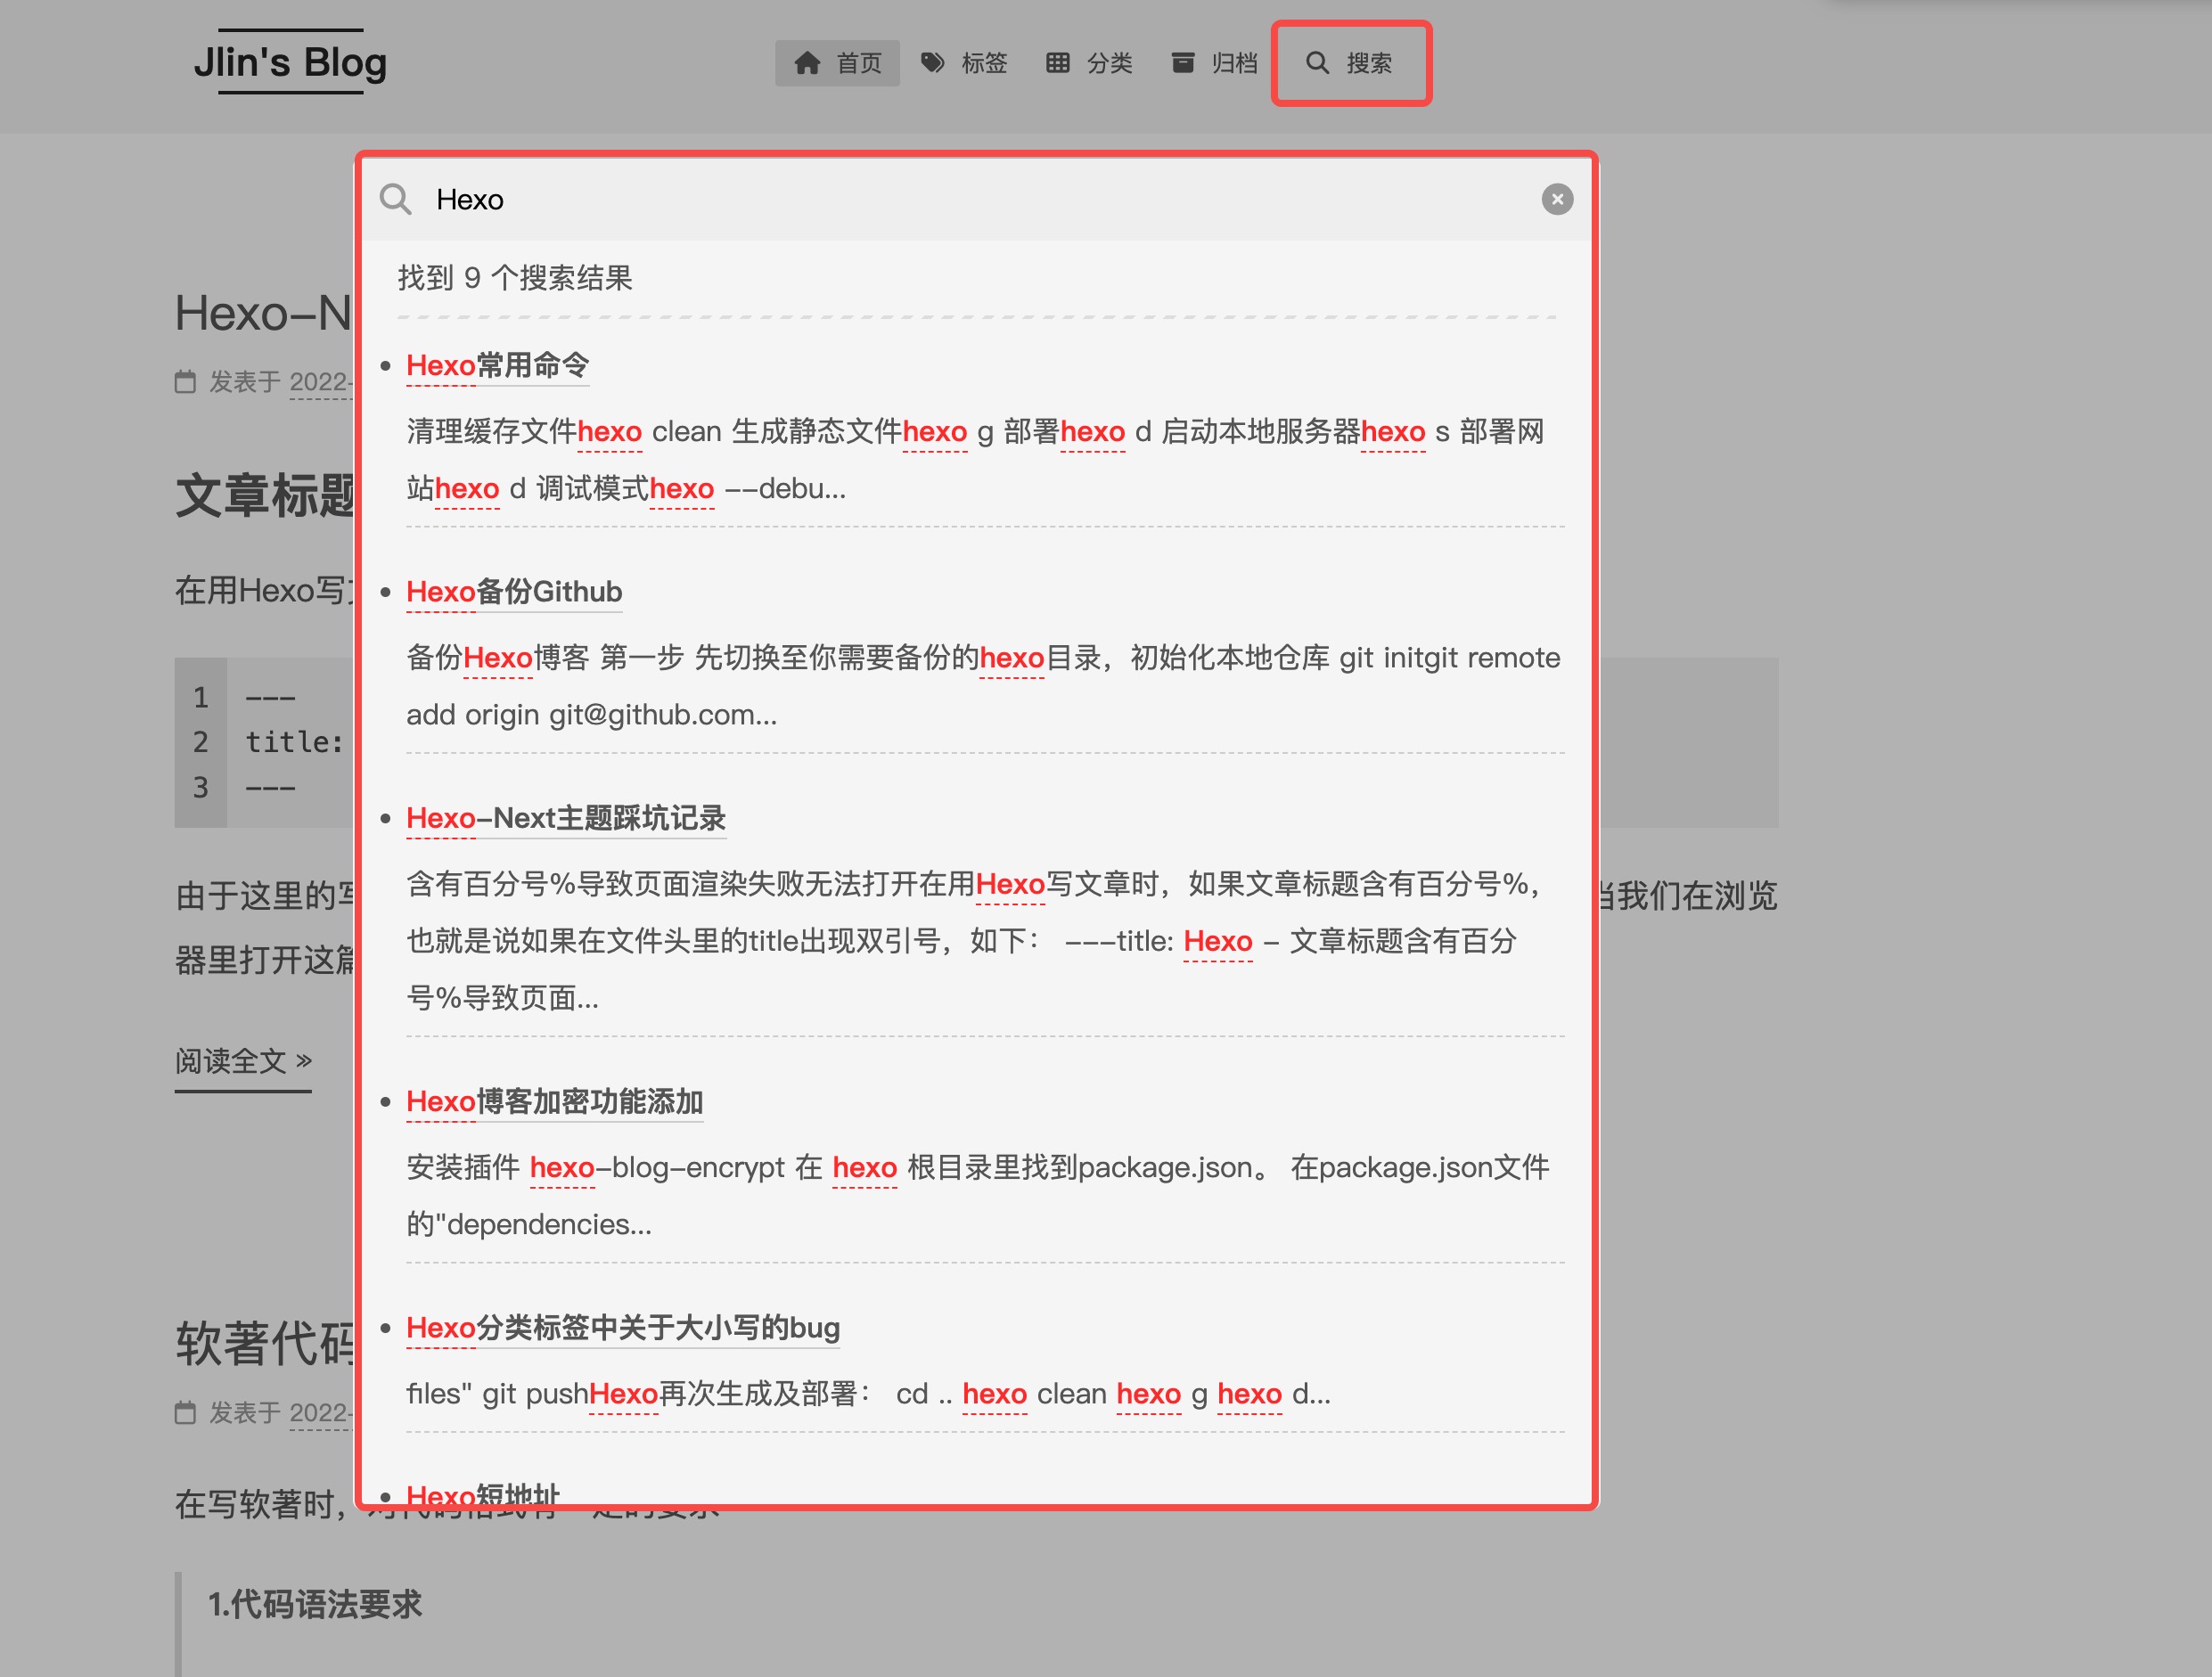 Jlin's Blog
首页 标签 分类 归档 搜索
Hexo
找到 9 个搜索结果
Hexo常用命令
清理缓存文件hexo clean 生成静态文件hexo g 部署hexo d 启动本地服务器hexo s 部署网
站hexo d 调试模式hexo --debu...
Hexo备份Github
备份Hexo博客 第一步 先切换至你需要备份的hexo目录，初始化本地仓库 git initgit remote
add origin git@github.com...
Hexo-Next主题踩坑记录
含有百分号%导致页面渲染失败无法打开在用Hexo写文章时，如果文章标题含有百分号%，
也就是说如果在文件头里的title出现双引号，如下： ---title: Hexo - 文章标题含有百分
号%导致页面...
Hexo博客加密功能添加
安装插件 hexo-blog-encrypt 在 hexo 根目录里找到package.json。 在package.json文件
的"dependencies...
Hexo分类标签中关于大小写的bug
files" git pushHexo再次生成及部署： cd .. hexo clean hexo g hexo d...
Hexo短地址
Hexo-N
发表于 2022-
文章标题
在用Hexo写
1 ---
2 title:
3 ---
由于这里的写
当我们在浏览
器里打开这篇
阅读全文 »
软著代码
发表于 2022-
在写软著时，对代码格式有一定的要求
1.代码语法要求